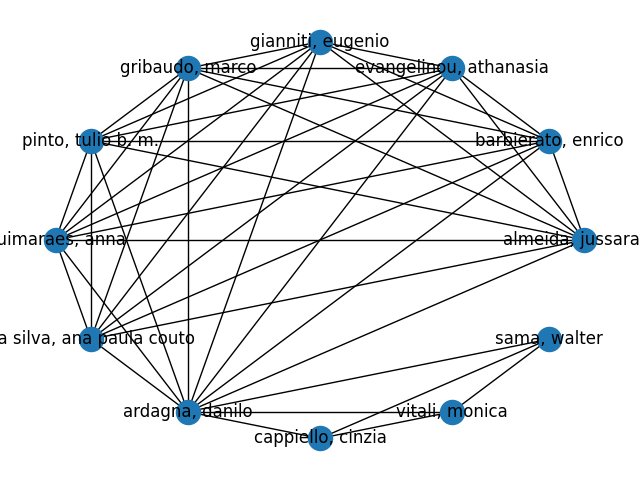 gianniti, eugenio
gribaudo, marco
evangelinou, athanasia
pinto, tulio b. m.
barbierato, enrico
uimaraes, anna
almeida, jussara
a silva, ana paula couto
sama, walter
ardagna, danilo
vitali, monica
cappiello, cinzia